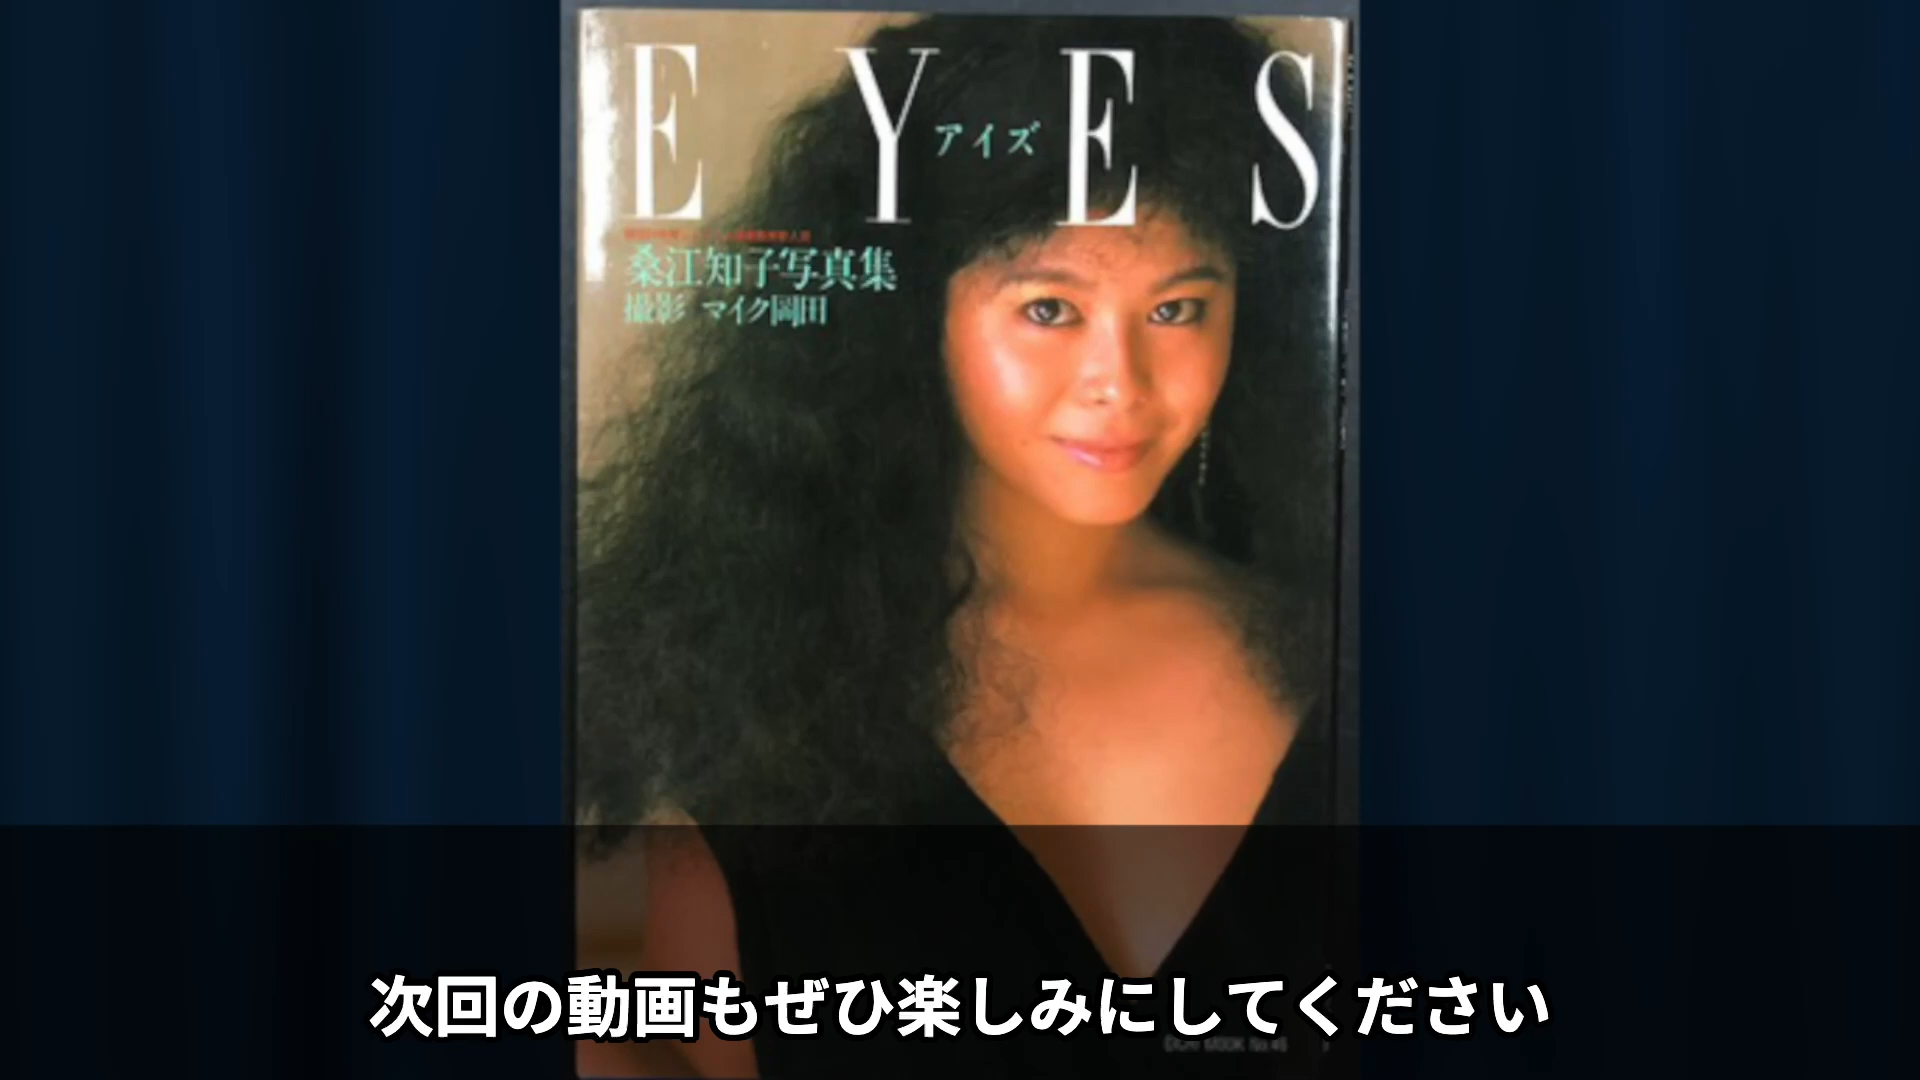 EYES
アイズ
桑江知子写真集
撮影 マイク岡田
次回の動画もぜひ楽しみにしてください